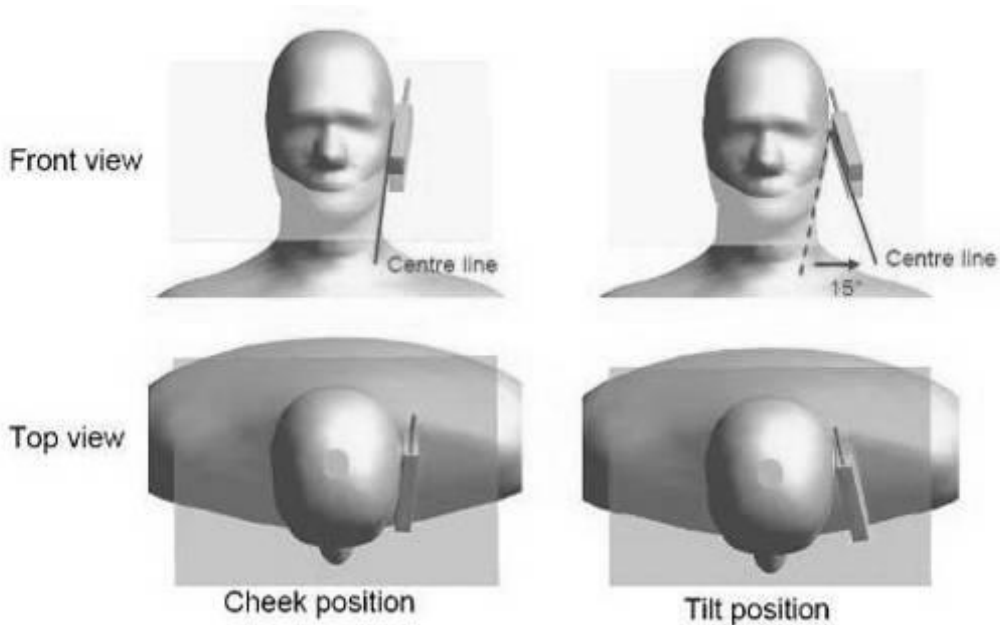 Front view
Centre line
Centre line
15°
Top view
Cheek position
Tilt position